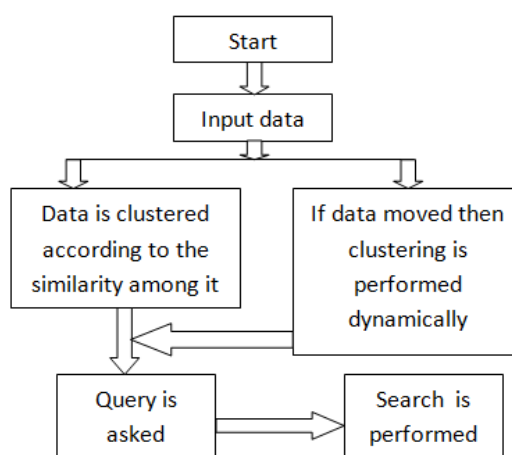 Start
Input data
Data is clustered
according to the
similarity among it
If data moved then
clustering is
performed
dynamically
Query is
asked
Search is
performed